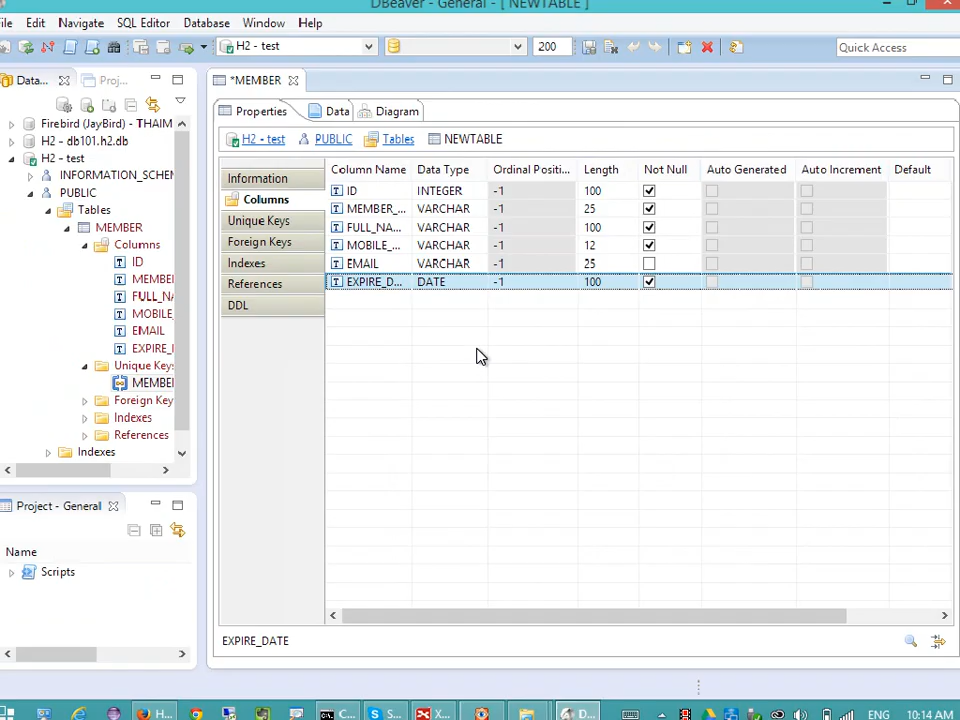 DBeaver - General - [ NEWTABLE ]
File Edit Navigate SQL Editor Database Window Help
H2 - test 200 Quick Access
Data... Proj... *MEMBER
Properties Data Diagram
Firebird (JayBird) - THAIM
H2 - db101.h2.db
H2 - test
INFORMATION_SCHEM
PUBLIC
Tables
MEMBER
Columns
ID
MEMBE
FULL_NA
MOBILE_
EMAIL
EXPIRE_
Unique Keys
MEMBE
Foreign Key
Indexes
References
Indexes
H2 - test PUBLIC Tables NEWTABLE
Information
Columns
Unique Keys
Foreign Keys
Indexes
References
DDL
Column Name Data Type Ordinal Positi... Length Not Null Auto Generated Auto Increment Default
ID INTEGER -1 100
MEMBER_... VARCHAR -1 25
FULL_NA... VARCHAR -1 100
MOBILE_... VARCHAR -1 12
EMAIL VARCHAR -1 25
EXPIRE_D... DATE -1 100
EXPIRE_DATE
Project - General
Name
Scripts
H... C... S... X... D... ENG 10:14 AM